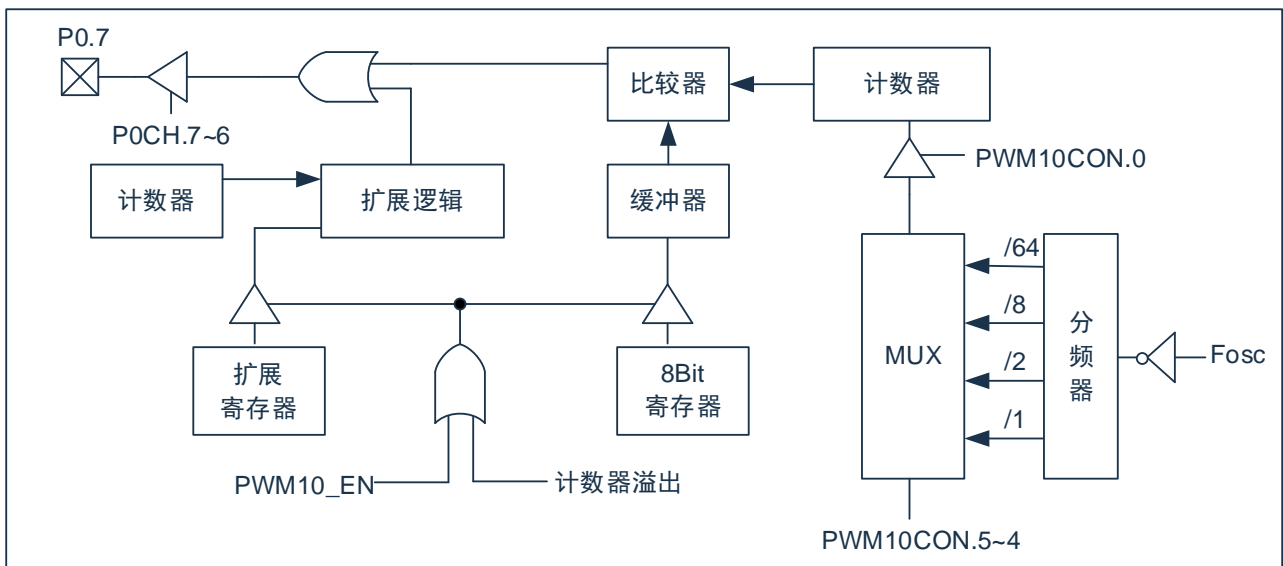 P0.7
P0CH.7~6
比较器
计数器
PWM10CON.0
计数器
扩展逻辑
缓冲器
/64
/8
/2
/1
MUX
分
频
器
Fosc
扩展
寄存器
8Bit
寄存器
PWM10_EN
计数器溢出
PWM10CON.5~4